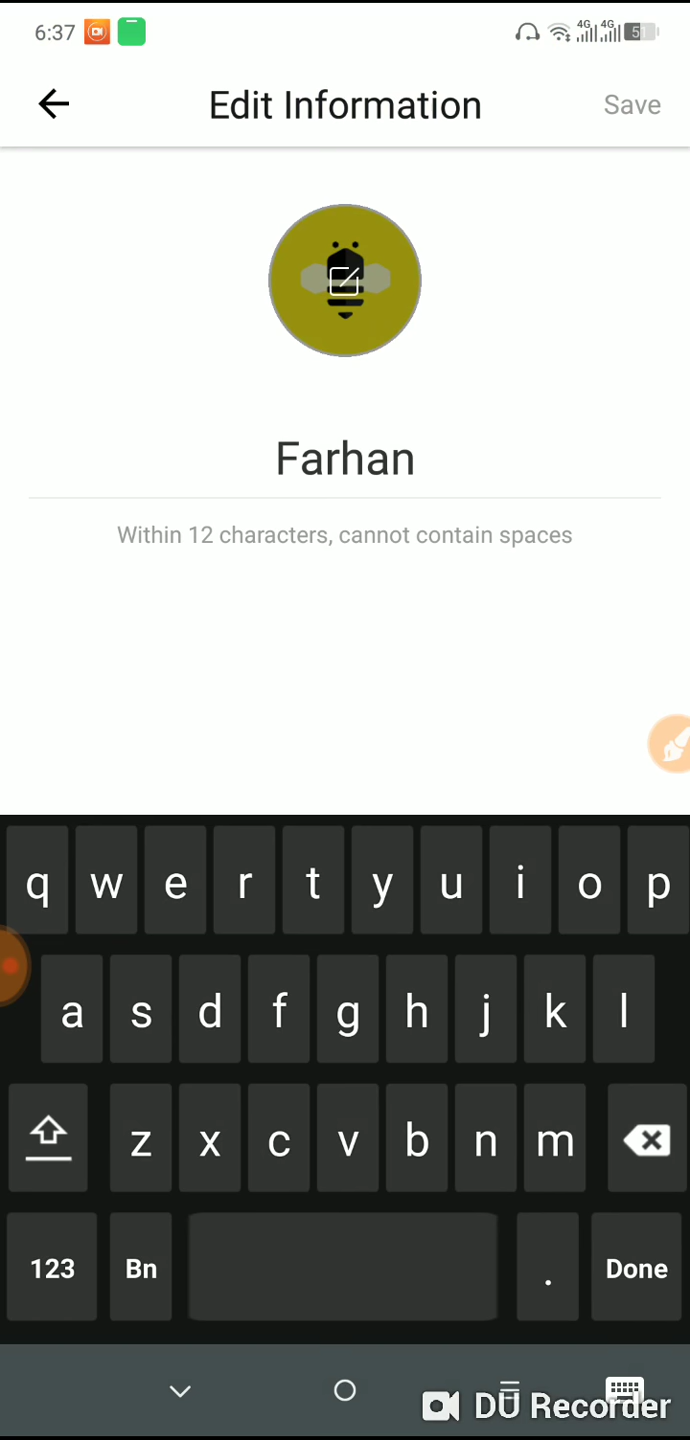 6:37 4G 4G 51
Edit Information Save
Farhan
Within 12 characters, cannot contain spaces
q w e r t y u i o p
a s d f g h j k l
z x c v b n m
123 Bn . Done
DU Recorder